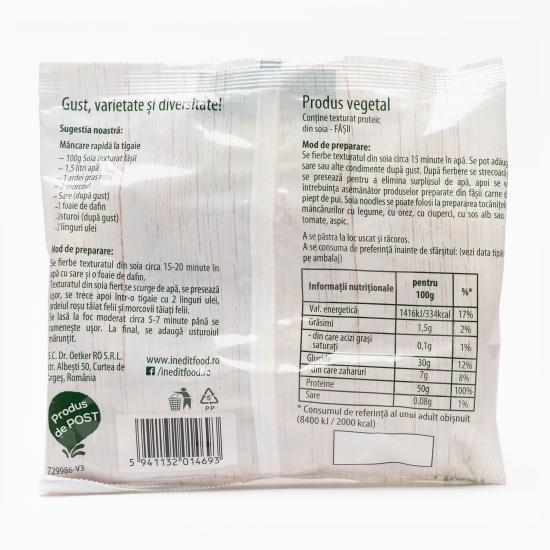 Gust, varietate și diversitate!
Sugestia noastră:
Mâncare rapidă la tigaie
– 100g Soia texturat fâșii
– 1,5 litri apă
1 ardei gras roșu
2 morcovi
Sare (după gust)
1 foaie de dafin
Usturoi (după gust)
2 linguri ulei
Mod de preparare:
Se fierbe texturatul din soia circa 15-20 minute în
apă cu sare și o foaie de dafin.
Texturatul din soia fiert se scurge de apă, se presează
ușor, se trece apoi într-o tigaie cu 2 linguri ulei,
ardeiul roșu tăiat felii și morcovii tăiați felii.
Se lasă la foc moderat circa 5-7 minute până se
rumenește ușor. La final, se adaugă usturoiul
mărunțit.
S.C. Dr. Oetker RO S.R.L.
str. Albești 50, Curtea de
Argeș, România
www.ineditfood.ro
/ineditfood.ro
Produs
de POST
5
PP
5 941132 014693
729986-V3
Produs vegetal
Conține texturat proteic
din soia - FÂȘII
Mod de preparare:
Se fierbe texturatul din soia circa 15 minute în apă. Se pot adăug
sare sau alte condimente după gust. După fierbere se strecoară
se presează pentru a elimina surplusul de apă, apoi se
întrebuința asemănător produselor preparate din fâșii carne
piept de pui. Soia noodles se poate folosi la prepararea tocănițe
mâncărurilor cu legume, cu orez, cu ciuperci, cu sos alb sau
tomate, aspic.
A se păstra la loc uscat și răcoros.
A se consuma de preferință înainte de sfârșitul: (vezi data tipă
pe ambalaj)
Informații nutriționale pentru 100g %*
Val. energetică 1416kJ/334kcal 17%
Grăsimi 1,5g 2%
- din care acizi grași
saturați 0,1g 1%
Glucide 30g 12%
- din care zaharuri 7g 8%
Proteine 50g 100%
Sare 0.08g 1%
* Consumul de referință al unui adult obișnuit
(8400 kJ / 2000 kcal)